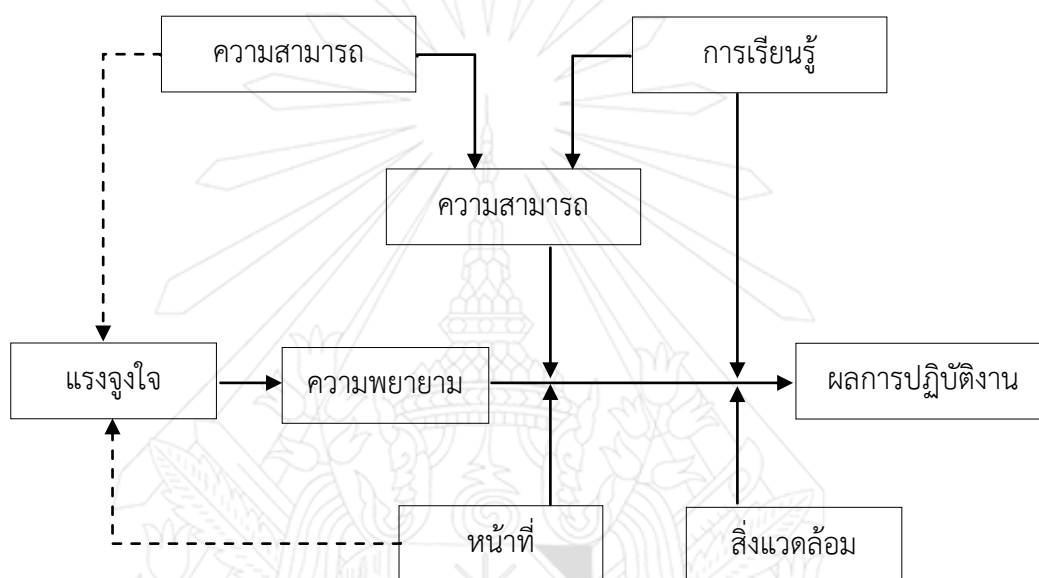 ความสามารถ
การเรียนรู้
ความสามารถ
แรงจูงใจ
ความพยายาม
ผลการปฏิบัติงาน
หน้าที่
สิ่งแวดล้อม